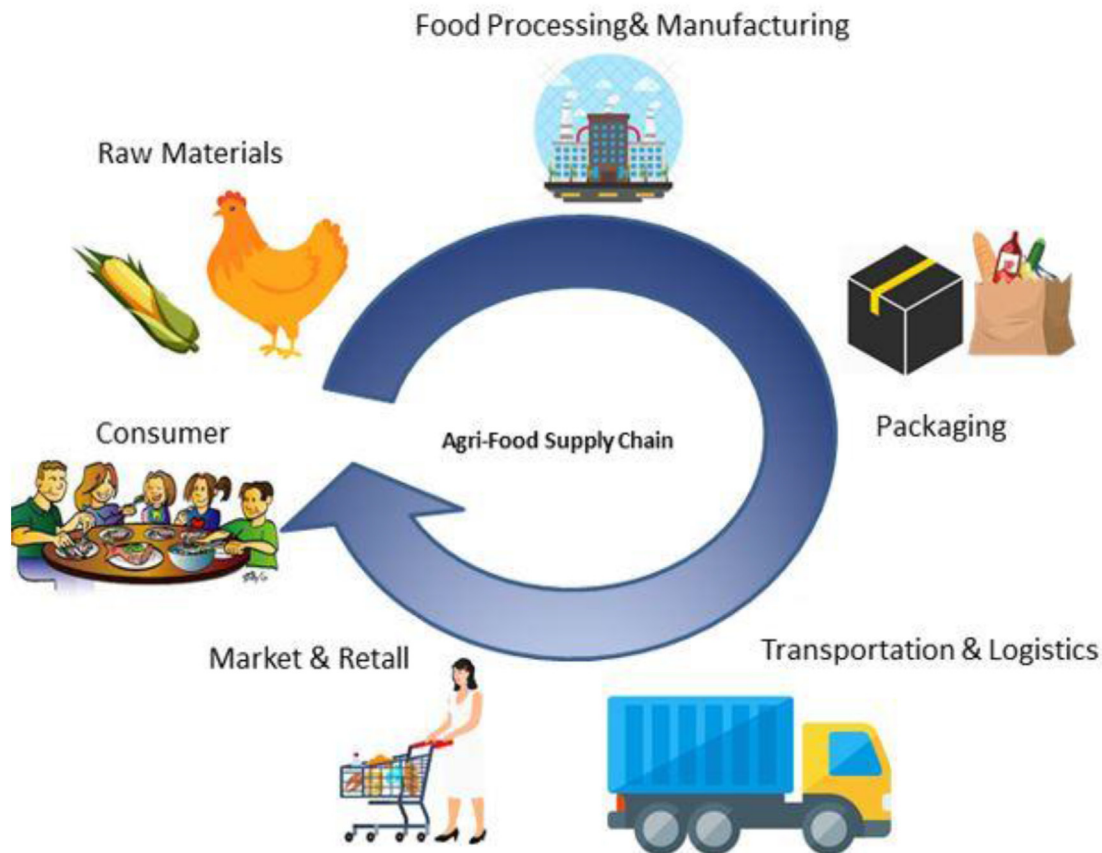 Food Processing& Manufacturing
Raw Materials
Packaging
Consumer
Agri-Food Supply Chain
Transportation & Logistics
Market & Retall